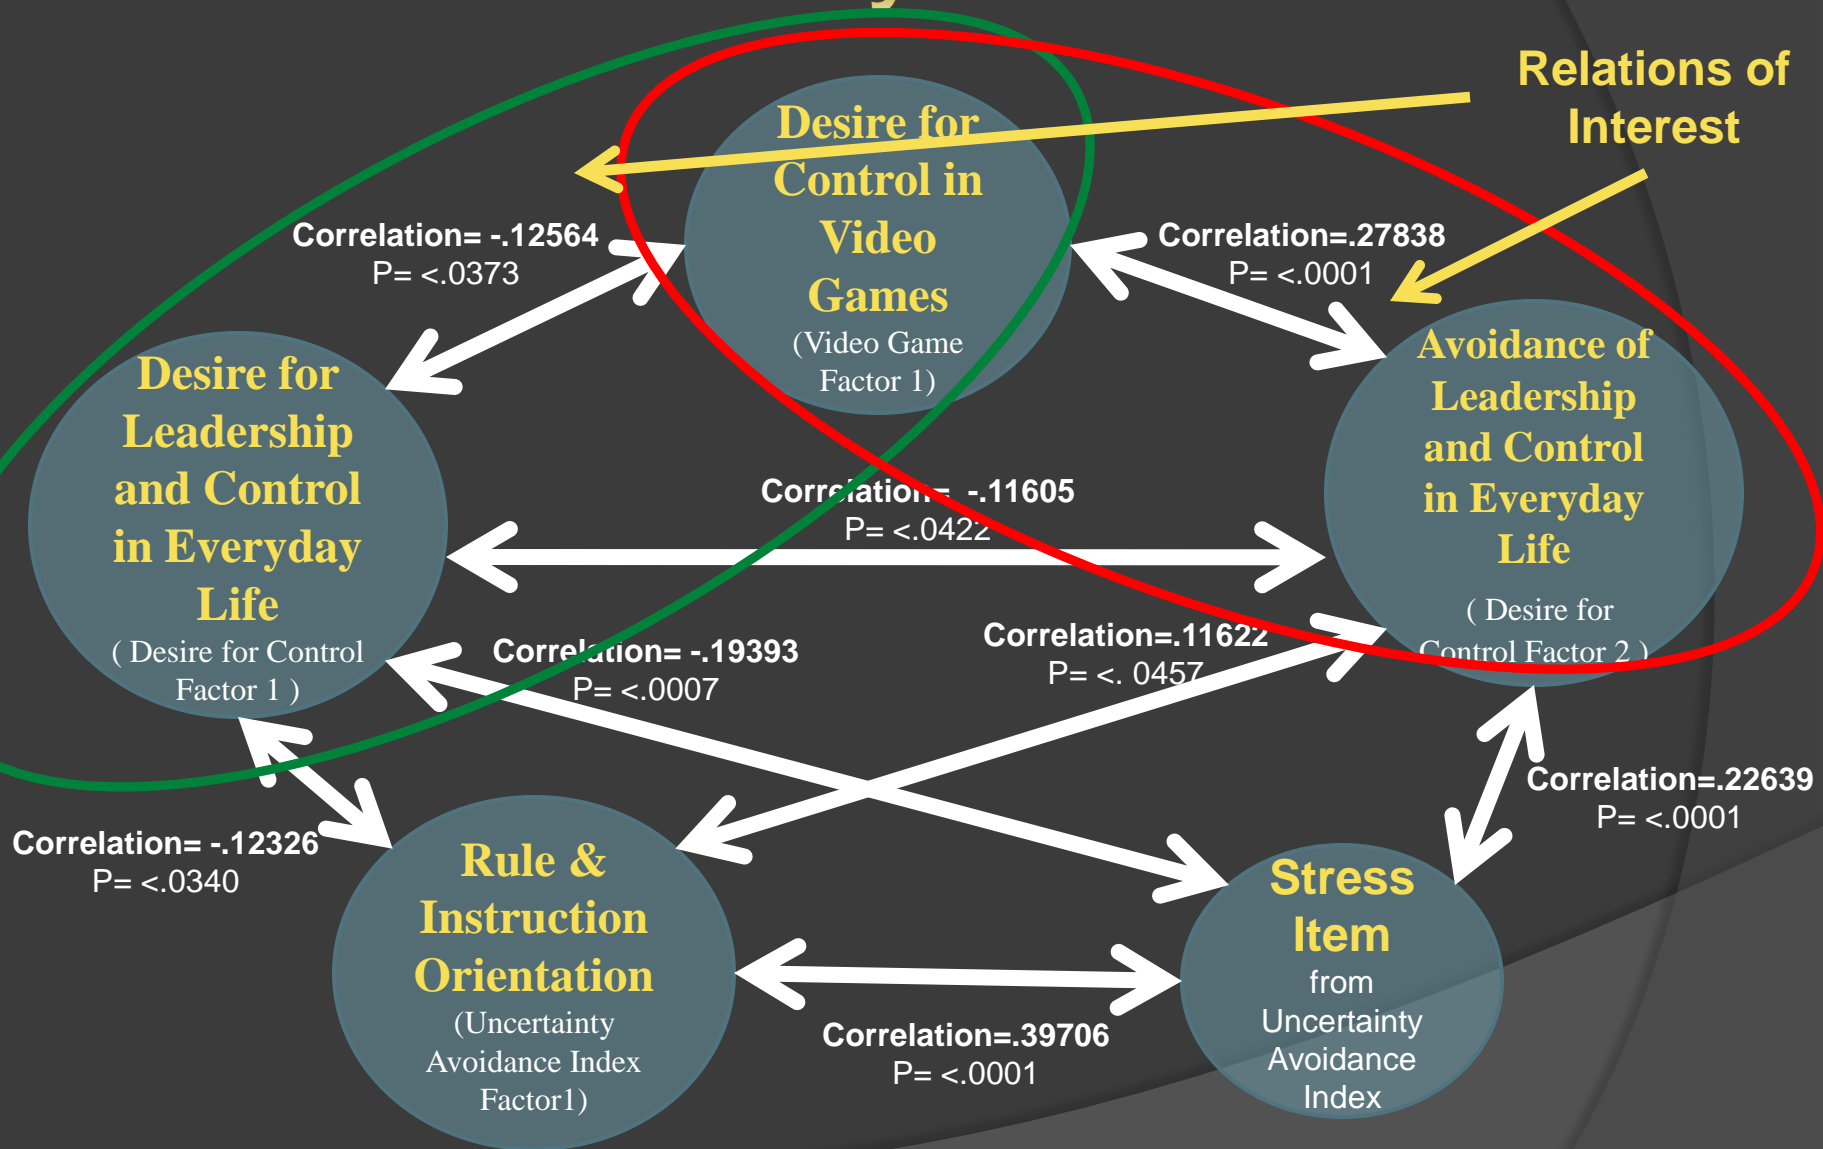 Relations of
Interest
Desire for
Control in
Video
Games
(Video Game
Factor 1)
Correlation= -.12564
P= <.0373
Correlation=.27838
P= <.0001
Desire for
Leadership
and Control
in Everyday
Life
( Desire for Control
Factor 1 )
Avoidance of
Leadership
and Control
in Everyday
Life
( Desire for
Control Factor 2 )
Correlation= -.11605
P= <.0422
Correlation= -.19393
P= <.0007
Correlation=.11622
P= <. 0457
Correlation=.22639
P= <.0001
Correlation= -.12326
P= <.0340
Rule &
Instruction
Orientation
(Uncertainty
Avoidance Index
Factor1)
Stress
Item
from
Uncertainty
Avoidance
Index
Correlation=.39706
P= <.0001